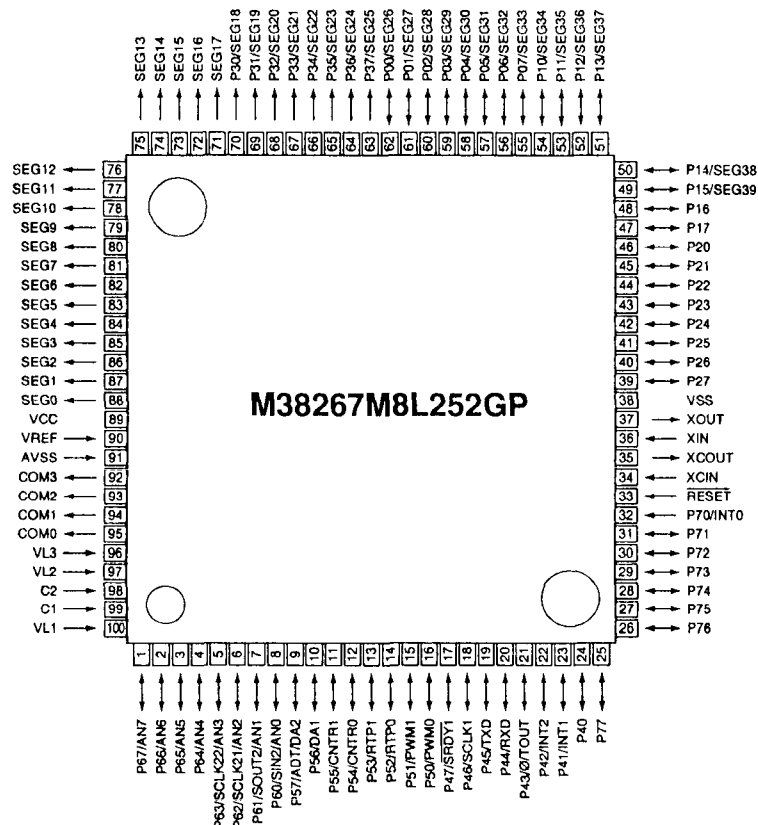 SEG13
SEG14
SEG15
SEG16
SEG17
P30/SEG18
P31/SEG19
P32/SEG20
P33/SEG21
P34/SEG22
P35/SEG23
P36/SEG24
P37/SEG25
P00/SEG26
P01/SEG27
P02/SEG28
P03/SEG29
P04/SEG30
P05/SEG31
P06/SEG32
P07/SEG33
P10/SEG34
P11/SEG35
P12/SEG36
P13/SEG37
75
74
73
72
71
70
69
68
67
66
65
64
63
62
61
60
59
58
57
56
55
54
53
52
51
SEG12 76
SEG11 77
SEG10 78
SEG9 79
SEG8 80
SEG7 81
SEG6 82
SEG5 83
SEG4 84
SEG3 85
SEG2 86
SEG1 87
SEG0 88
VCC 89
VREF 90
AVSS 91
COM3 92
COM2 93
COM1 94
COM0 95
VL3 96
VL2 97
C2 98
C1 99
VL1 100
M38267M8L252GP
50 P14/SEG38
49 P15/SEG39
48 P16
47 P17
46 P20
45 P21
44 P22
43 P23
42 P24
41 P25
40 P26
39 P27
38 VSS
37 XOUT
36 XIN
35 XCOUT
34 XCIN
33 RESET
32 P70/INT0
31 P71
30 P72
29 P73
28 P74
27 P75
26 P76
1
2
3
4
5
6
7
8
9
10
11
12
13
14
15
16
17
18
19
20
21
22
23
24
25
P67/AN7
P66/AN6
P65/AN5
P64/AN4
P63/SCLK22/AN3
P62/SCLK21/AN2
P61/SOUT2/AN1
P60/SIN2/AN0
P57/ADT/DA2
P56/DA1
P55/CNTR1
P54/CNTR0
P53/RTP1
P52/RTP0
P51/PWM1
P50/PWM0
P47/SRDY1
P46/SCLK1
P45/TXD
P44/RXD
P43/Ø/TOUT
P42/INT2
P41/INT1
P40
P77